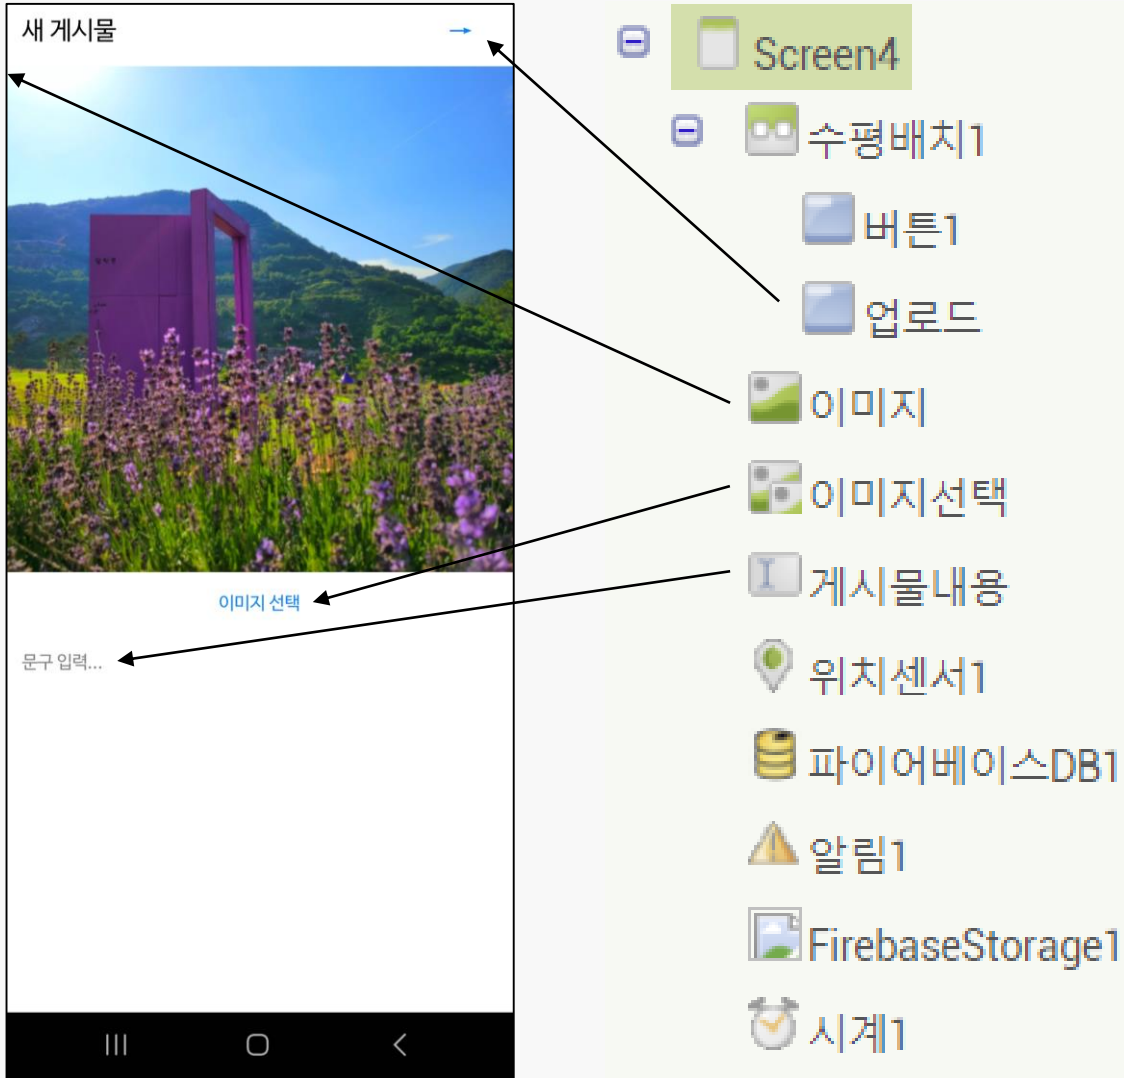 새 게시물
→
이미지 선택
문구 입력...
Screen4
수평배치1
버튼1
업로드
이미지
이미지선택
게시물내용
위치센서1
파이어베이스DB1
알림1
FirebaseStorage1
시계1